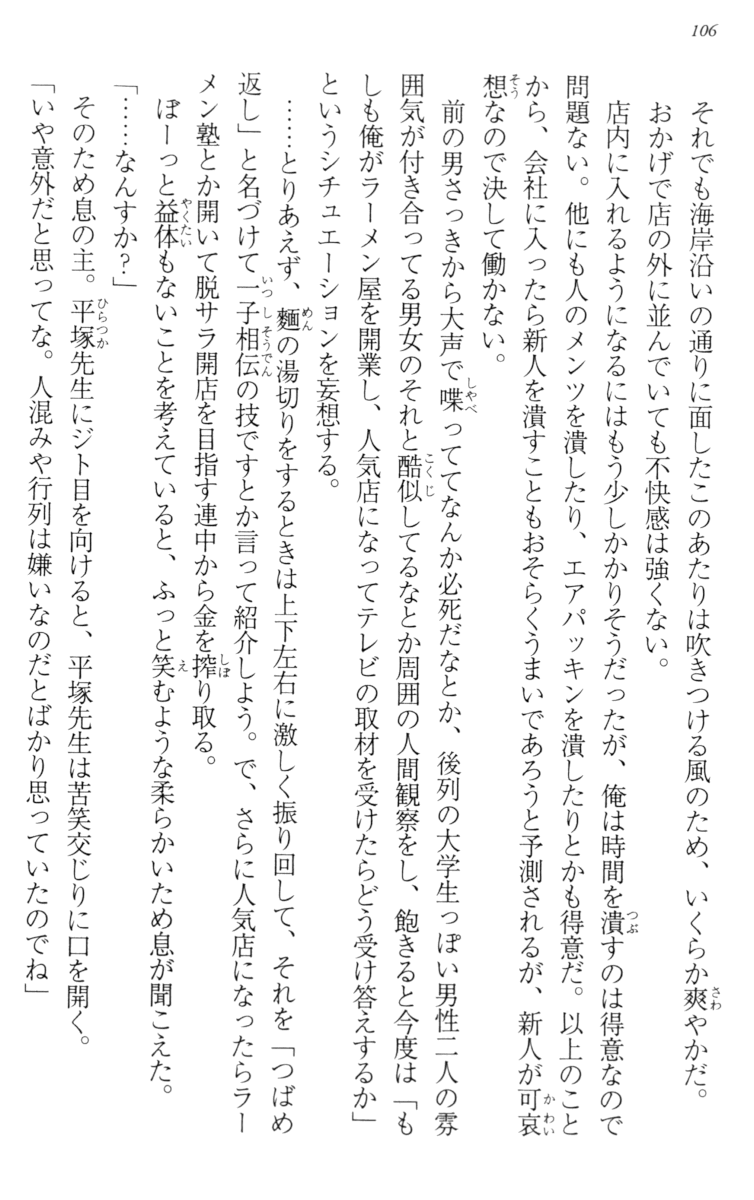 106
それでも海岸沿いの通りに面したこのあたりは吹きつける風のため、いくらか爽やかだ。
おかげで店の外に並んでいても不快感は強くない。
店内に入れるようになるにはもう少しかかりそうだったが、俺は時間を潰すのは得意なので
問題ない。他にも人のメンツを潰したり、エアパッキンを潰したりとかも得意だ。以上のこと
から、会社に入ったら新人を潰すこともおそらくうまいであろうと予測されるが、新人が可哀
想なので決して働かない。
前の男さっきから大声で喋っててなんか必死だなとか、後列の大学生っぽい男性二人の雰
囲気が付き合ってる男女のそれと酷似してるなとか周囲の人間観察をし、飽きると今度は「も
しも俺がラーメン屋を開業し、人気店になってテレビの取材を受けたらどう受け答えするか」
というシチュエーションを妄想する。
……とりあえず、麵の湯切りをするときは上下左右に激しく振り回して、それを「つばめ
返し」と名づけて一子相伝の技ですとか言って紹介しよう。で、さらに人気店になったらラー
メン塾とか開いて脱サラ開店を目指す連中から金を搾り取る。
ぼーっと益体もないことを考えていると、ふっと笑むような柔らかいため息が聞こえた。
「……なんすか？」
そのため息の主。平塚先生にジト目を向けると、平塚先生は苦笑交じりに口を開く。
「いや意外だと思ってな。人混みや行列は嫌いなのだとばかり思っていたのでね」